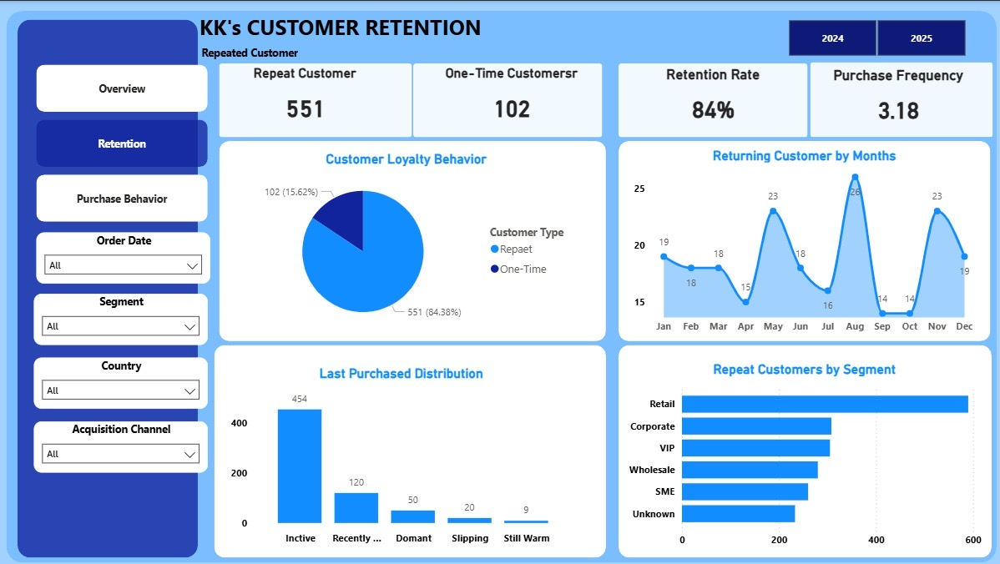 KK's CUSTOMER RETENTION
Repeated Customer
2024
2025
Overview
Retention
Purchase Behavior
Order Date
All
Segment
All
Country
All
Acquisition Channel
All
Repeat Customer
551
One-Time Customersr
102
Retention Rate
84%
Purchase Frequency
3.18
Customer Loyalty Behavior
102 (15.62%)
551 (84.38%)
Customer Type
Repaet
One-Time
Returning Customer by Months
25
20
15
19
18
18
15
23
18
16
26
14
14
23
19
Jan Feb Mar Apr May Jun Jul Aug Sep Oct Nov Dec
Last Purchased Distribution
400
200
0
454
120
50
20
9
Inctive Recently ... Domant Slipping Still Warm
Repeat Customers by Segment
Retail
Corporate
VIP
Wholesale
SME
Unknown
0 200 400 600